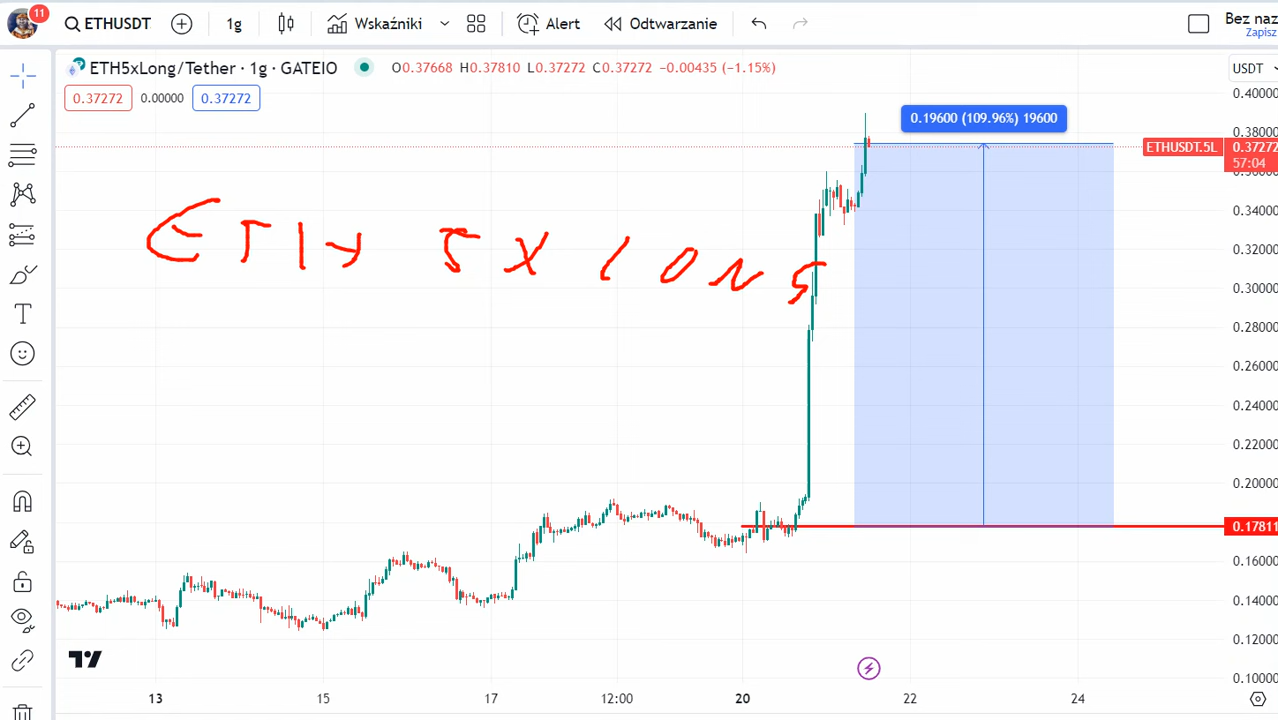 11
ETHUSDT
1g
Wskaźniki
Alert
Odtwarzanie
Bez naz
Zapisz
ETH5xLong/Tether · 1g · GATEIO
O0.37668 H0.37810 L0.37272 C0.37272 −0.00435 (−1.15%)
USDT
0.37272 0.00000 0.37272
0.19600 (109.96%) 19600
ETH 5X LONG
0.40000
0.38000
ETHUSDT.5L 0.37272
57:04
0.34000
0.32000
0.30000
0.28000
0.26000
0.24000
0.22000
0.20000
0.17811
0.16000
0.14000
0.12000
0.10000
13 15 17 12:00 20 22 24